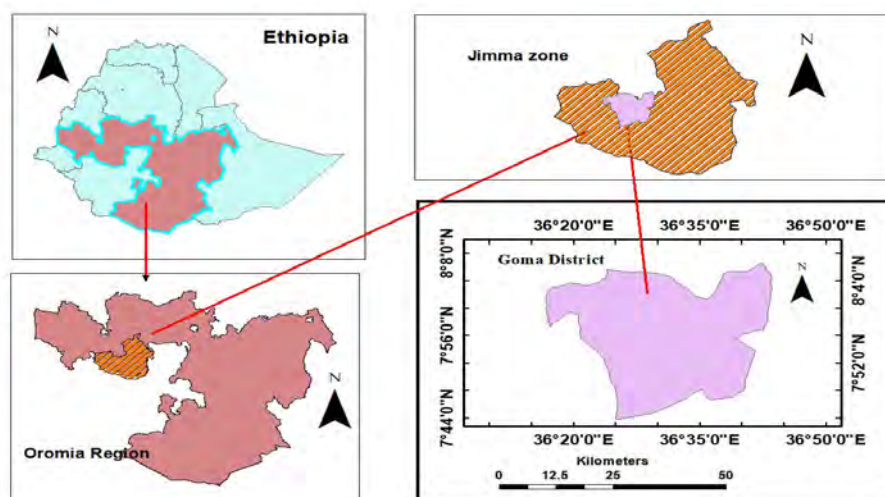 N
Ethiopia
N
Jimma zone
36°20'0"E 36°35'0"E 36°50'0"E
Goma District
N
8°8'0"N
7°56'0"N
7°44'0"N
8°4'0"N
7°52'0"N
36°20'0"E 36°35'0"E 36°50'0"E
Kilometers
0 12.5 25 50
N
Oromia Region